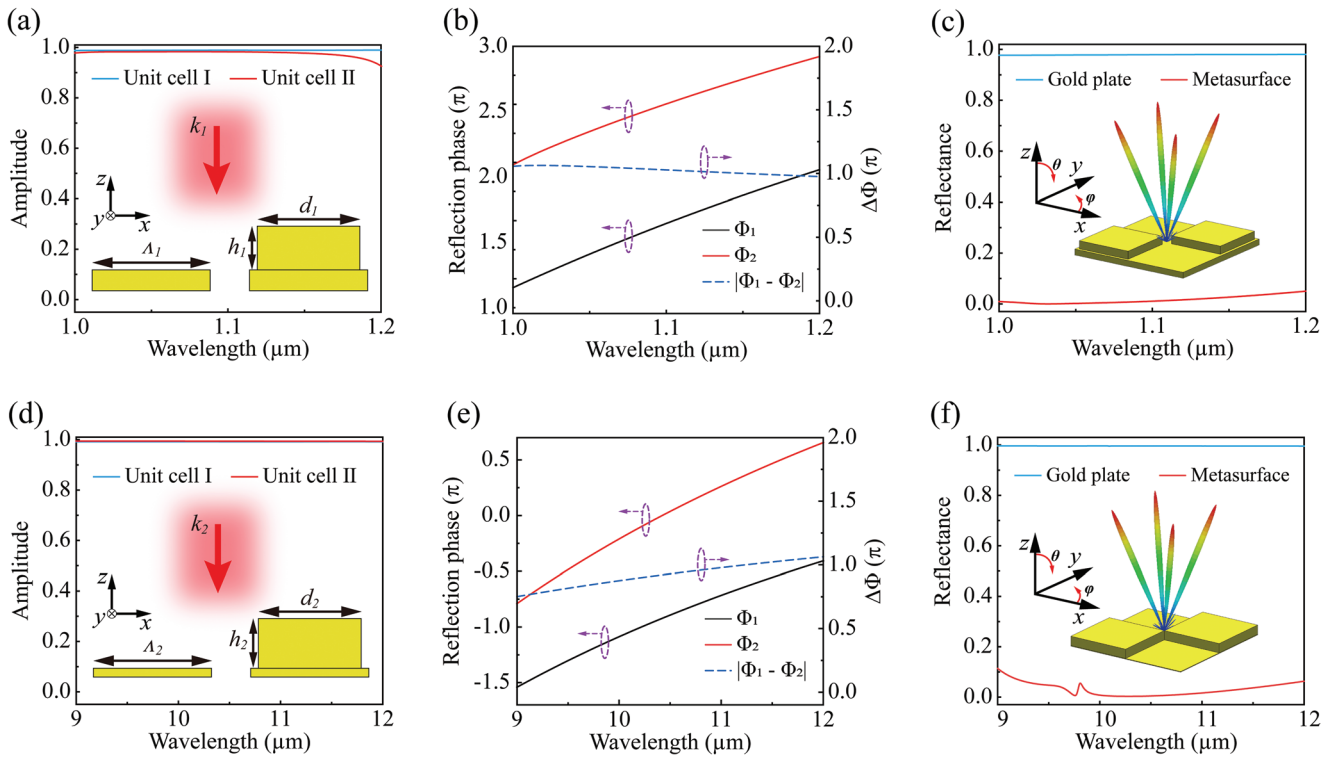 (a)
1.0
0.8
0.6
0.4
0.2
0.0
Amplitude
Unit cell I
Unit cell II
k1
z
y
x
Λ1
d1
h1
1.0
1.1
1.2
Wavelength (µm)
(b)
3.0
2.5
2.0
1.5
1.0
Reflection phase (π)
2.0
1.5
1.0
0.5
0.0
ΔΦ (π)
Φ1
Φ2
|Φ1 - Φ2|
1.0
1.1
1.2
Wavelength (µm)
(c)
1.0
0.8
0.6
0.4
0.2
0.0
Reflectance
Gold plate
Metasurface
z
θ
y
φ
x
1.0
1.1
1.2
Wavelength (µm)
(d)
1.0
0.8
0.6
0.4
0.2
0.0
Amplitude
Unit cell I
Unit cell II
k2
z
y
x
Λ2
d2
h2
9
10
11
12
Wavelength (µm)
(e)
0.5
0.0
-0.5
-1.0
-1.5
Reflection phase (π)
2.0
1.5
1.0
0.5
0.0
ΔΦ (π)
Φ1
Φ2
|Φ1 - Φ2|
9
10
11
12
Wavelength (µm)
(f)
1.0
0.8
0.6
0.4
0.2
0.0
Reflectance
Gold plate
Metasurface
z
θ
y
φ
x
9
10
11
12
Wavelength (µm)